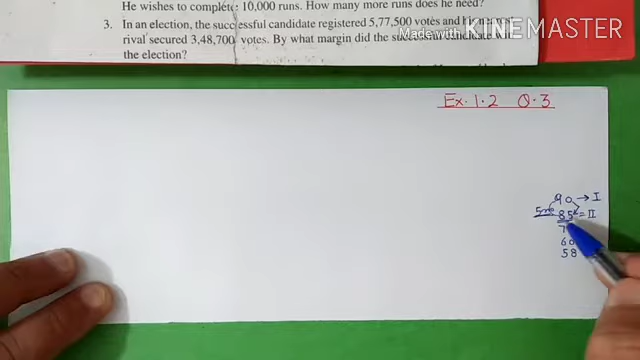 He wishes to complete 10,000 runs. How many more runs does he need?
3. In an election, the successful candidate registered 5,77,500 votes and his
rival secured 3,48,700 votes. By what margin did the successful candidate
the election?
Made with KINEMASTER
Ex. 1.2 Q.3
90 → I
85 = II
60
58